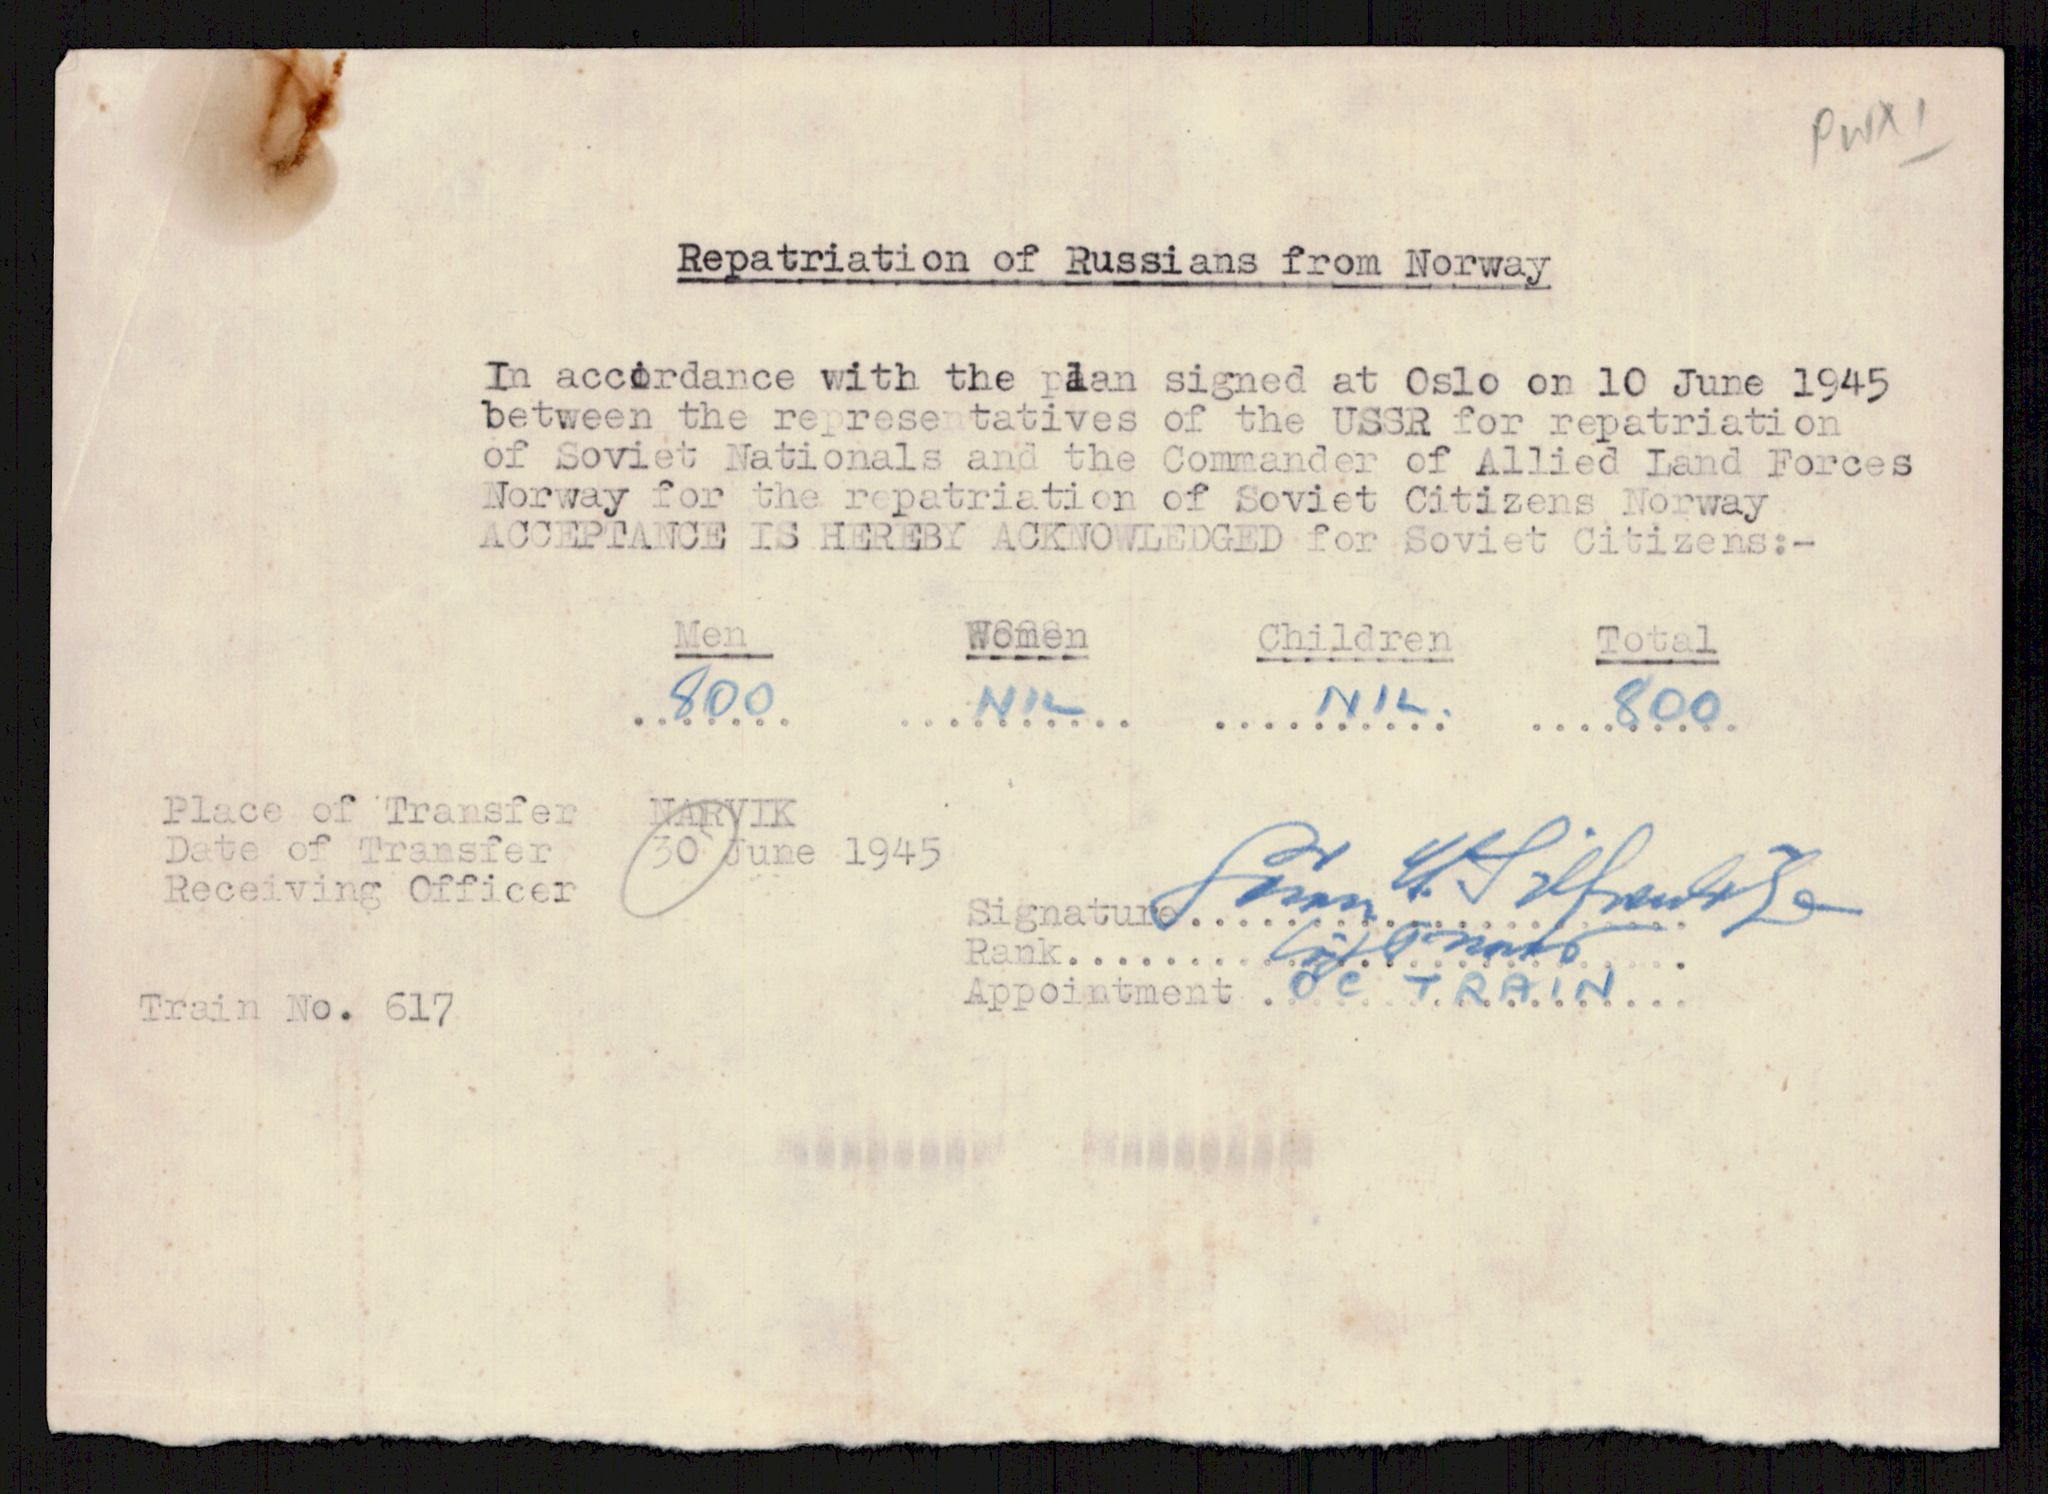 PWX 1
Repatriation of Russians from Norway
In accordance with the plan signed at Oslo on 10 June 1945
between the representatives of the USSR for repatriation
of Soviet Nationals and the Commander of Allied Land Forces
Norway for the repatriation of Soviet Citizens Norway
ACCEPTANCE IS HEREBY ACKNOWLEDGED for Soviet Citizens:-
Men Women Children Total
800 NIL NIL. 800
Place of Transfer NARVIK
Date of Transfer 30 June 1945
Receiving Officer
Signature
Rank
Appointment OC TRAIN
Train No. 617